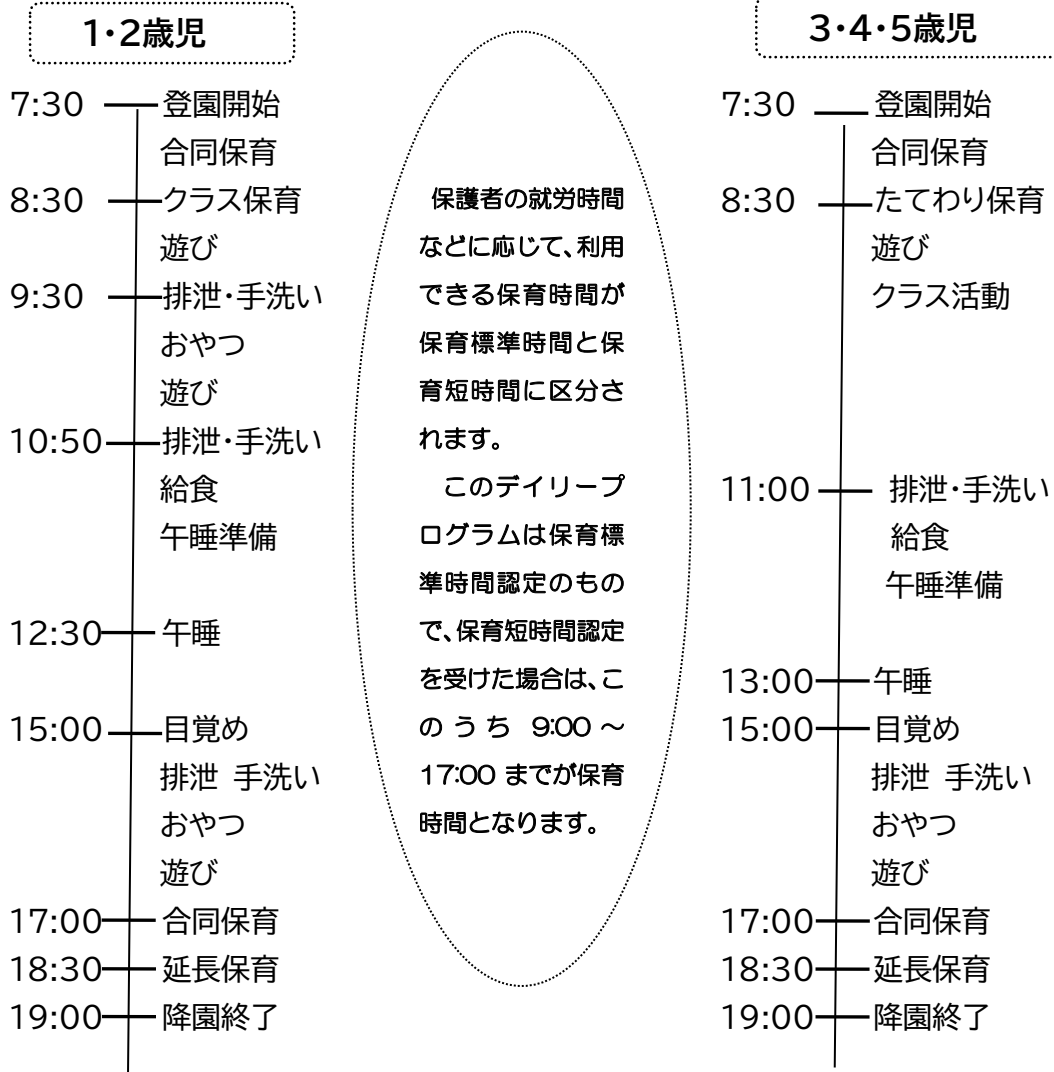 1・2歳児
7:30 登園開始
合同保育
8:30 クラス保育
遊び
9:30 排泄・手洗い
おやつ
遊び
10:50 排泄・手洗い
給食
午睡準備
12:30 午睡
15:00 目覚め
排泄 手洗い
おやつ
遊び
17:00 合同保育
18:30 延長保育
19:00 降園終了
保護者の就労時間
などに応じて、利用
できる保育時間が
保育標準時間と保
育短時間に区分さ
れます。
このデイリープ
ログラムは保育標
準時間認定のもの
で、保育短時間認定
を受けた場合は、こ
のうち 9:00～
17:00 までが保育
時間となります。
3・4・5歳児
7:30 登園開始
合同保育
8:30 たてわり保育
遊び
クラス活動
11:00 排泄・手洗い
給食
午睡準備
13:00 午睡
15:00 目覚め
排泄 手洗い
おやつ
遊び
17:00 合同保育
18:30 延長保育
19:00 降園終了